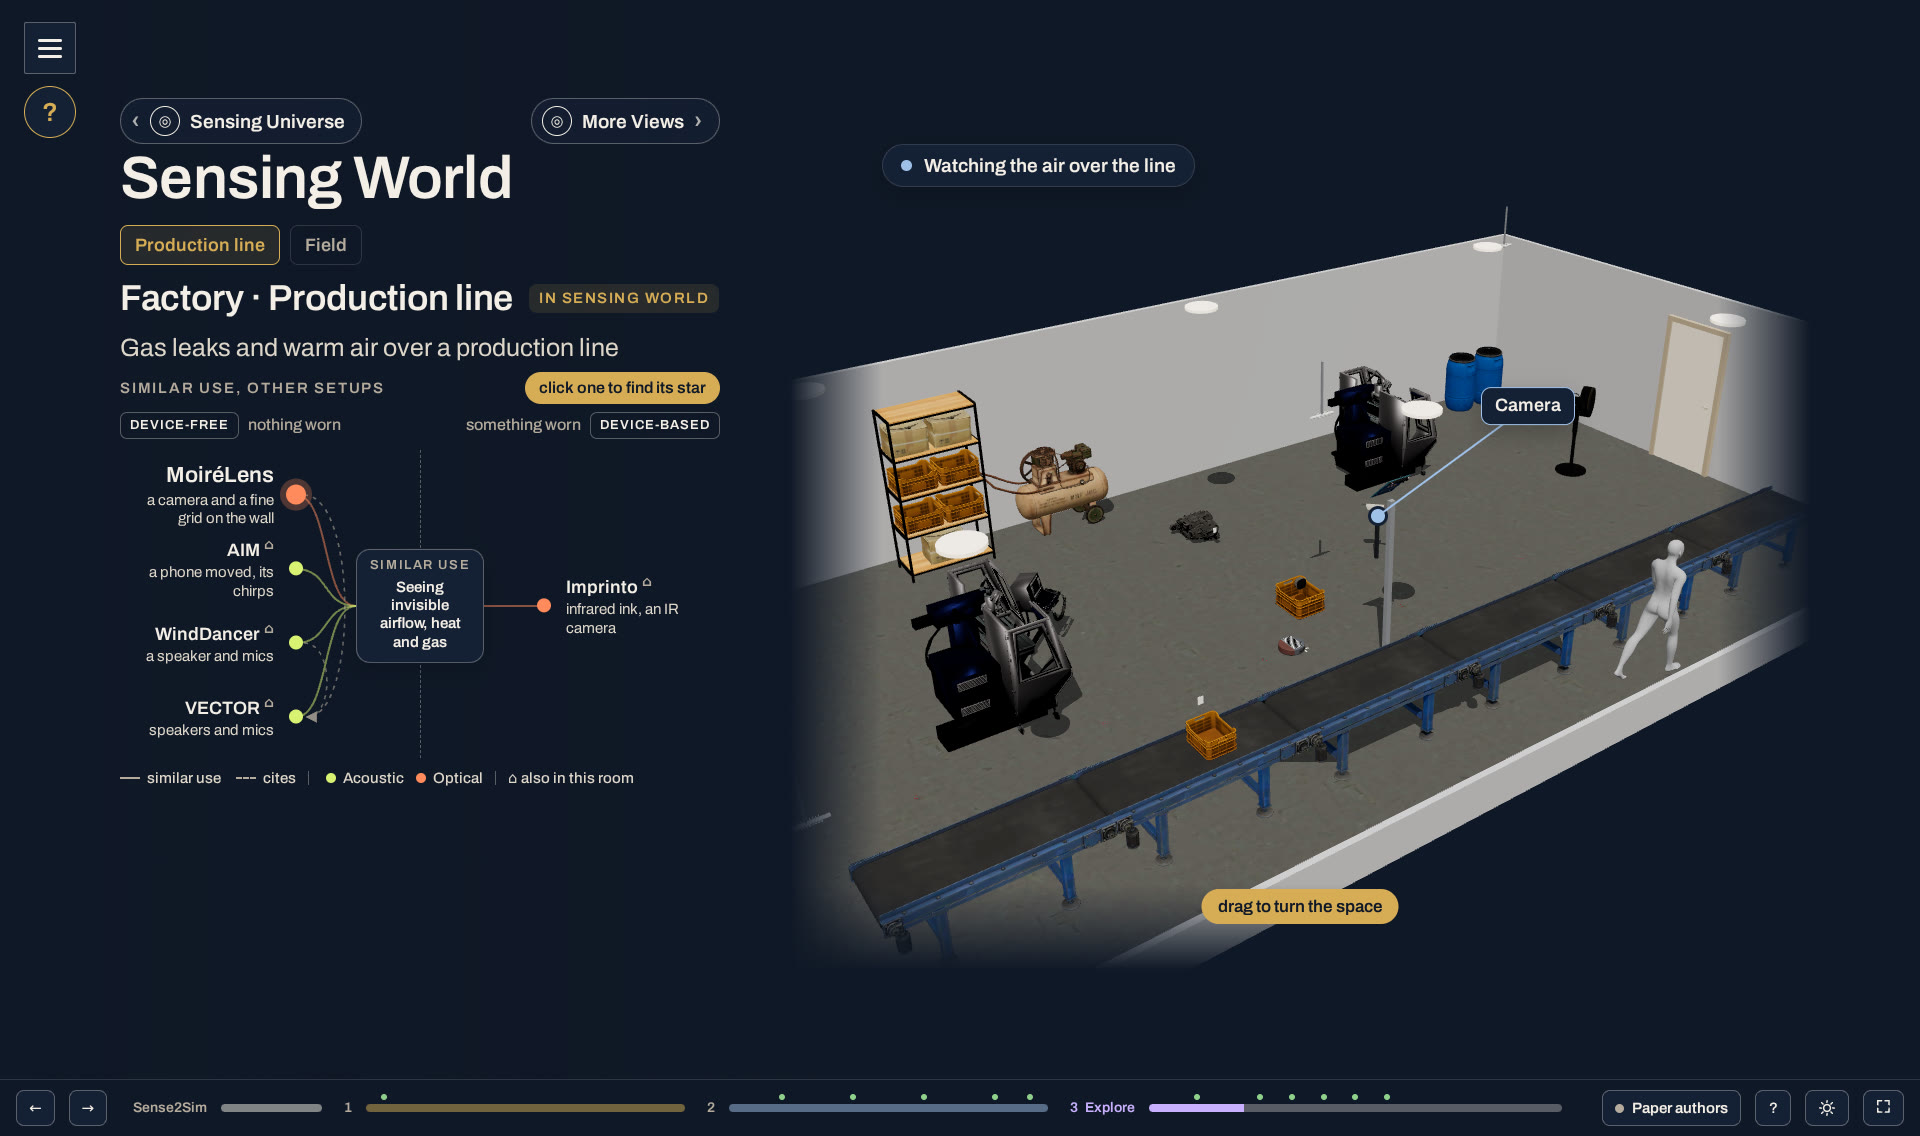 ?
‹ ◎ Sensing Universe
◎ More Views ›
Sensing World
Production line
Field
Factory · Production line
IN SENSING WORLD
Gas leaks and warm air over a production line
SIMILAR USE, OTHER SETUPS
click one to find its star
DEVICE-FREE nothing worn
something worn DEVICE-BASED
MoiréLens
a camera and a fine
grid on the wall
AIM ⌂
a phone moved, its
chirps
WindDancer ⌂
a speaker and mics
VECTOR ⌂
speakers and mics
SIMILAR USE
Seeing
invisible
airflow, heat
and gas
Imprinto ⌂
infrared ink, an IR
camera
similar use
cites
Acoustic
Optical
⌂ also in this room
Watching the air over the line
Camera
drag to turn the space
← →
Sense2Sim
1
2
3 Explore
Paper authors
?